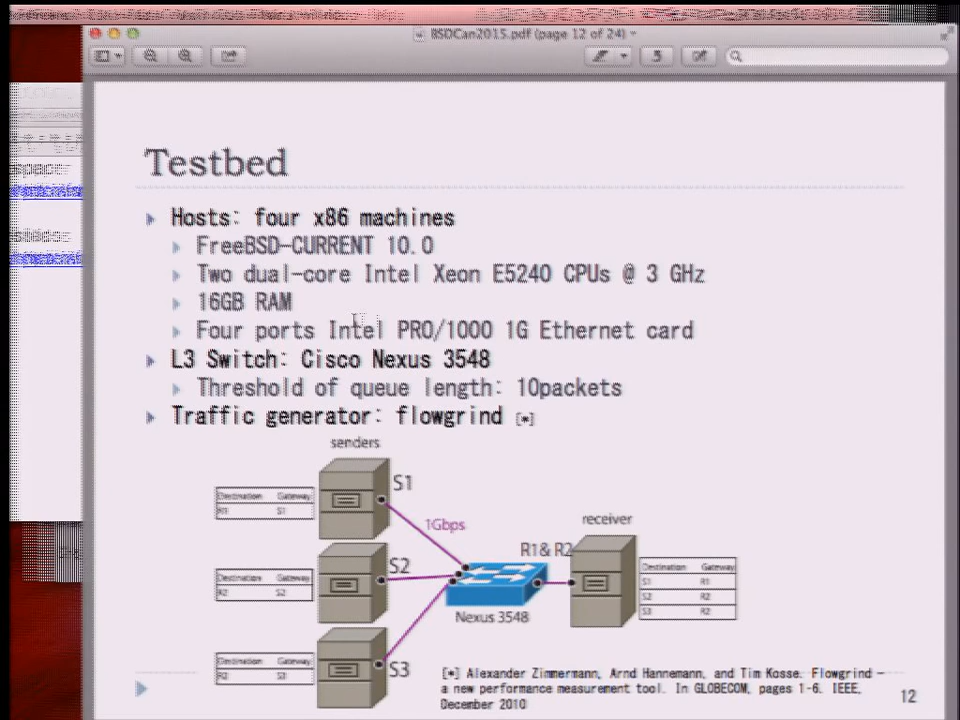 BSDCan2015.pdf (page 12 of 24)
Testbed
Hosts: four x86 machines
FreeBSD-CURRENT 10.0
Two dual-core Intel Xeon E5240 CPUs @ 3 GHz
16GB RAM
Four ports Intel PRO/1000 1G Ethernet card
L3 Switch: Cisco Nexus 3548
Threshold of queue length: 10packets
Traffic generator: flowgrind [*]
senders
S1
Destination Gateway
R1 S1
1Gbps
receiver
S2
R1& R2
Destination Gateway
R2 S2
Destination Gateway
S1 R1
S2 R2
S3 R2
Nexus 3548
S3
Destination Gateway
R2 S3
[*] Alexander Zimmermann, Arnd Hannemann, and Tim Kosse. Flowgrind -
a new performance measurement tool. In GLOBECOM, pages 1-6. IEEE,
December 2010
12